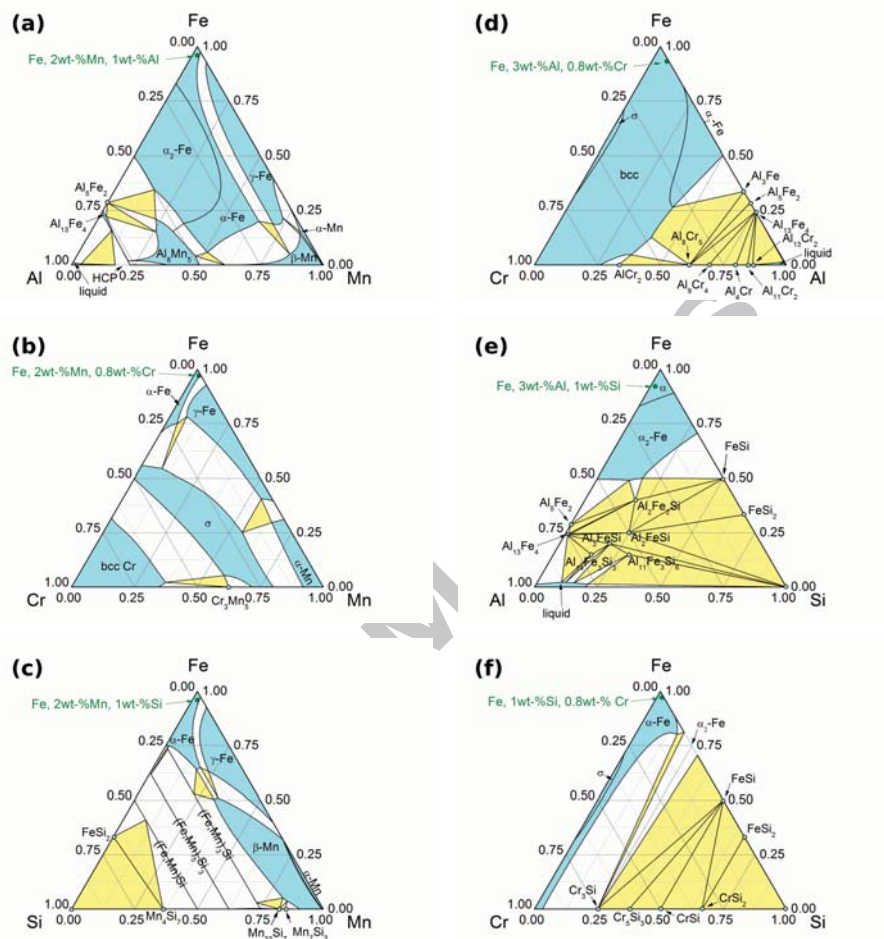 (a)
Fe
0.00 1.00
Fe, 2wt-%Mn, 1wt-%Al
0.25
0.75
α₂-Fe
0.50
0.50
γ-Fe
Al₅Fe₂
0.75
α-Fe
0.25
α-Mn
Al₁₃Fe₄
Al₈Mn₅
β-Mn
1.00
0.00
Al
0.00
HCP
0.25
0.50
0.75
1.00
Mn
liquid
(d)
Fe
0.00 1.00
Fe, 3wt-%Al, 0.8wt-%Cr
0.25
0.75
σ
α₂-Fe
0.50
bcc
0.50
Al₃Fe
Al₅Fe₂
0.75
0.25
Al₁₃Fe₄
Al₈Cr₅
Al₁₃Cr₂
liquid
1.00
0.00
Cr
0.00
0.25
AlCr₂
0.50
0.75
1.00
Al
Al₉Cr₄
Al₄Cr
Al₁₁Cr₂
(b)
Fe
0.00 1.00
Fe, 2wt-%Mn, 0.8wt-%Cr
α-Fe
γ-Fe
0.25
0.75
0.50
0.50
0.75
σ
0.25
bcc Cr
α-Mn
1.00
0.00
Cr
0.00
0.25
0.50
0.75
1.00
Mn
Cr₃Mn₅
(e)
Fe
0.00 1.00
Fe, 3wt-%Al, 1wt-%Si
α
0.25
0.75
α₂-Fe
FeSi
0.50
0.50
Al₅Fe₂
Al₂Fe₂Si
FeSi₂
0.75
0.25
Al₁₃Fe₄
Al₃FeSi
Al₂FeSi
Al₁₁Fe₃Si₆
1.00
0.00
Al
0.00
0.25
0.50
0.75
1.00
Si
liquid
(c)
Fe
0.00 1.00
Fe, 2wt-%Mn, 1wt-%Si
α-Fe
γ-Fe
0.25
0.75
0.50
0.50
FeSi₂
(Fe,Mn)₃Si
(Fe,Mn)₅Si₃
(Fe,Mn)Si
0.75
β-Mn
0.25
α-Mn
1.00
0.00
Si
0.00
0.25
Mn₄Si₇
0.50
0.75
1.00
Mn
Mn₇Si₃
(f)
Fe
0.00 1.00
Fe, 1wt-%Si, 0.8wt-% Cr
α-Fe
α₂-Fe
0.25
0.75
σ
FeSi
0.50
0.50
FeSi₂
0.75
0.25
Cr₃Si
CrSi₂
1.00
0.00
Cr
0.00
0.25
Cr₅Si₃
0.50
CrSi
0.75
1.00
Si